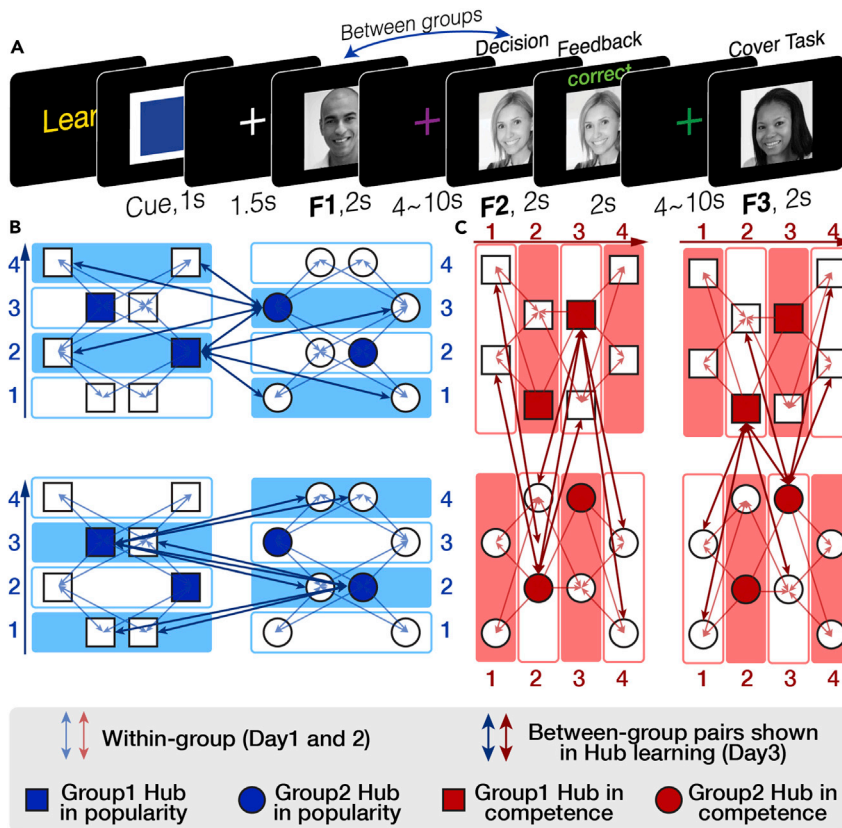 A
Between groups
Decision
Feedback
Cover Task
Lear
correct
Cue, 1s
1.5s
F1, 2s
4~10s
F2, 2s
2s
4~10s
F3, 2s
B
4
3
2
1
4
3
2
1
4
3
2
1
4
3
2
1
C
1 2 3 4
1 2 3 4
1 2 3 4
1 2 3 4
Within-group (Day1 and 2)
Between-group pairs shown
in Hub learning (Day3)
Group1 Hub
in popularity
Group2 Hub
in popularity
Group1 Hub in
competence
Group2 Hub in
competence